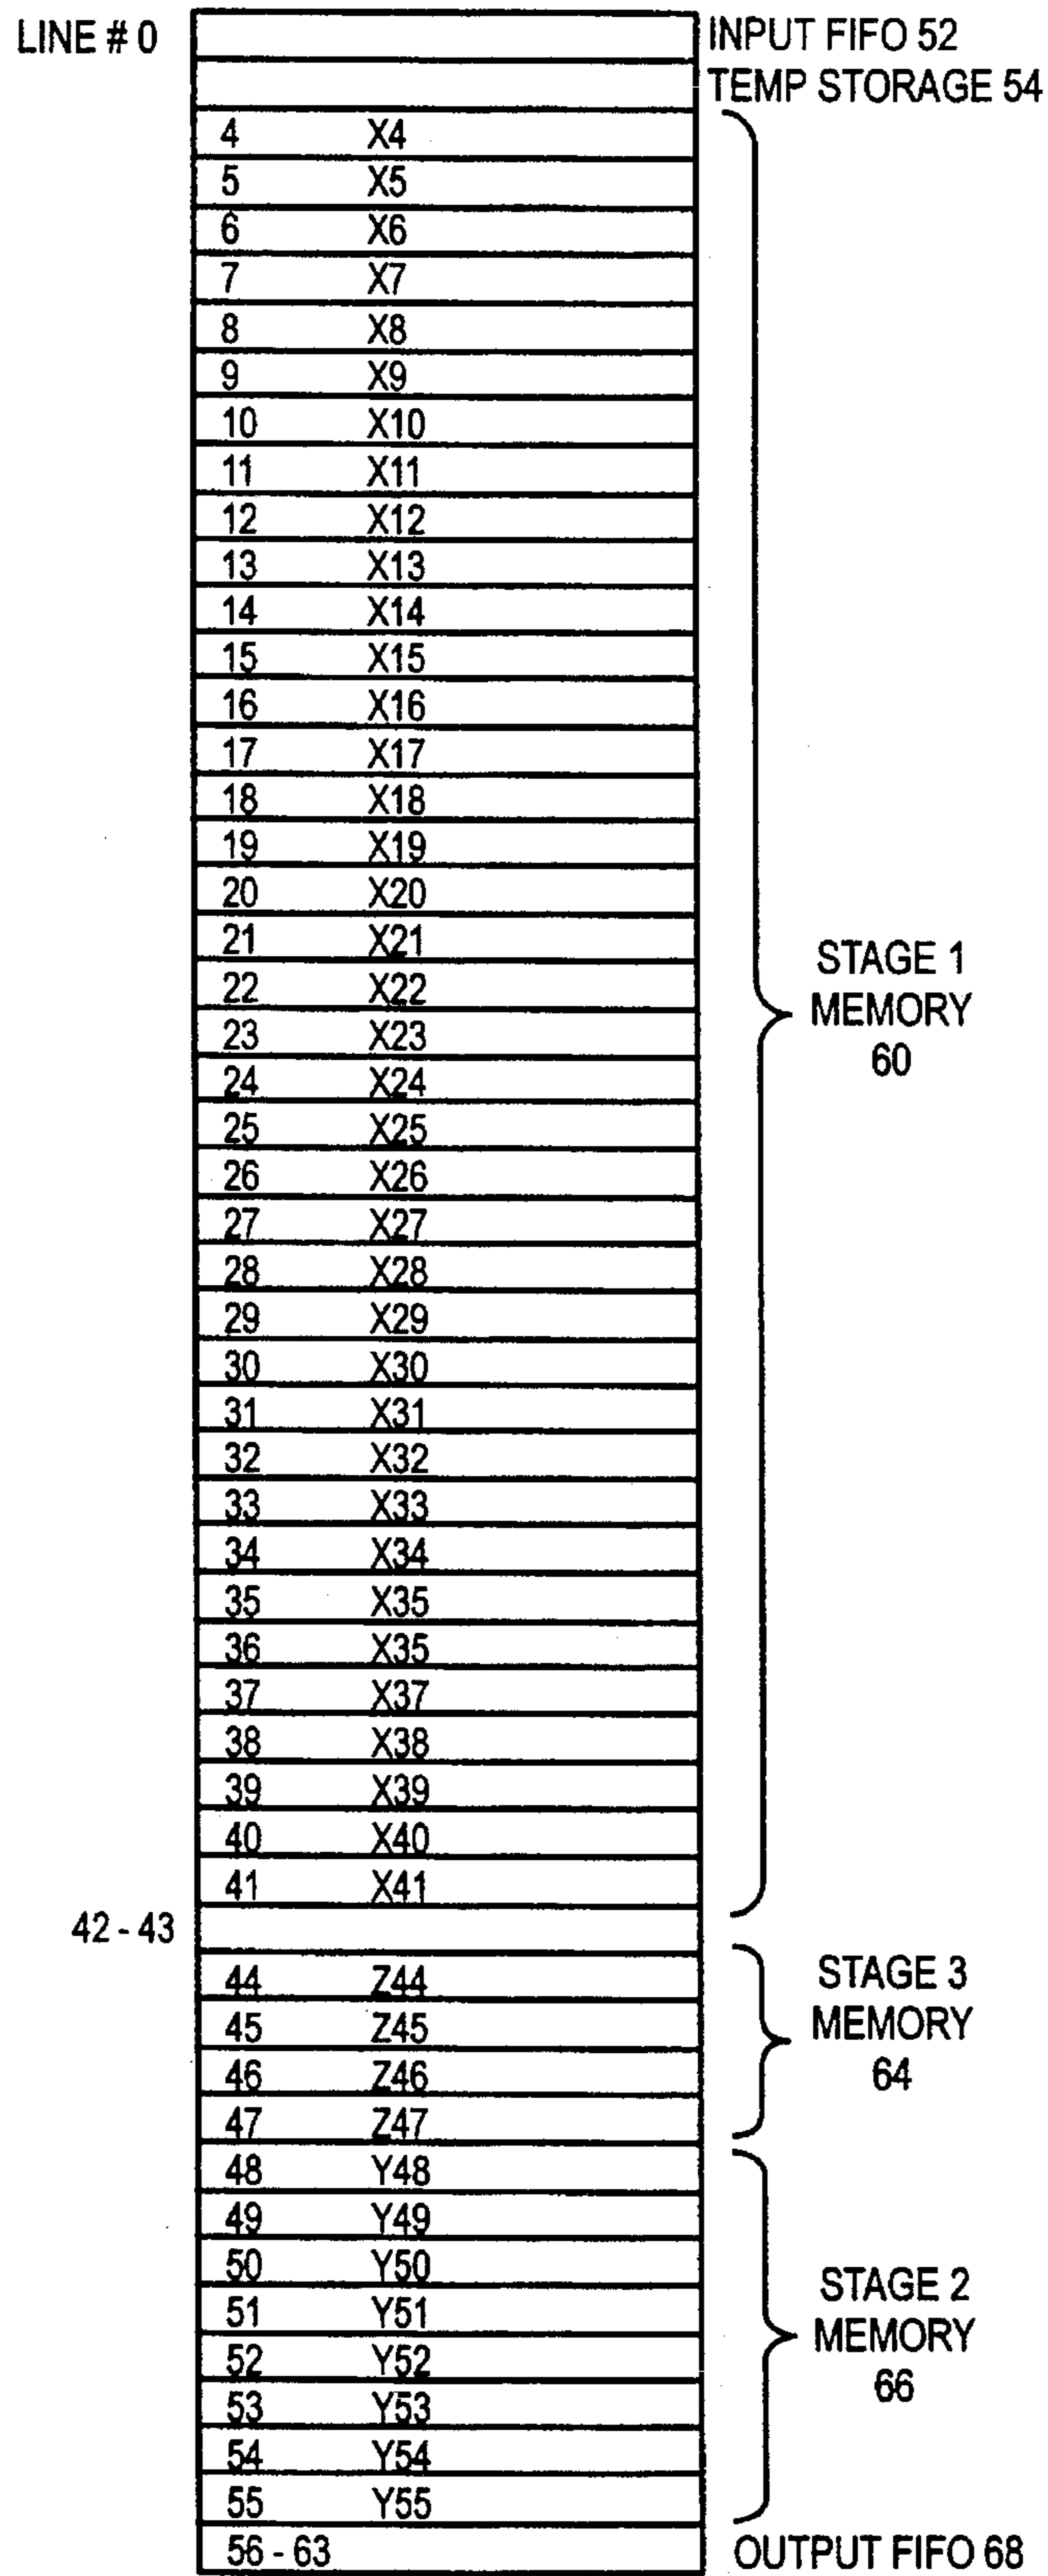 LINE # 0 INPUT FIFO 52
TEMP STORAGE 54
4 X4
5 X5
6 X6
7 X7
8 X8
9 X9
10 X10
11 X11
12 X12
13 X13
14 X14
15 X15
16 X16
17 X17
18 X18
19 X19
20 X20
21 X21
22 X22
23 X23
24 X24
25 X25
26 X26
27 X27
28 X28
29 X29
30 X30
31 X31
32 X32
33 X33
34 X34
35 X35
36 X35
37 X37
38 X38
39 X39
40 X40
41 X41
STAGE 1
MEMORY
60
42 - 43
44 Z44
45 Z45
46 Z46
47 Z47
STAGE 3
MEMORY
64
48 Y48
49 Y49
50 Y50
51 Y51
52 Y52
53 Y53
54 Y54
55 Y55
STAGE 2
MEMORY
66
56 - 63 OUTPUT FIFO 68